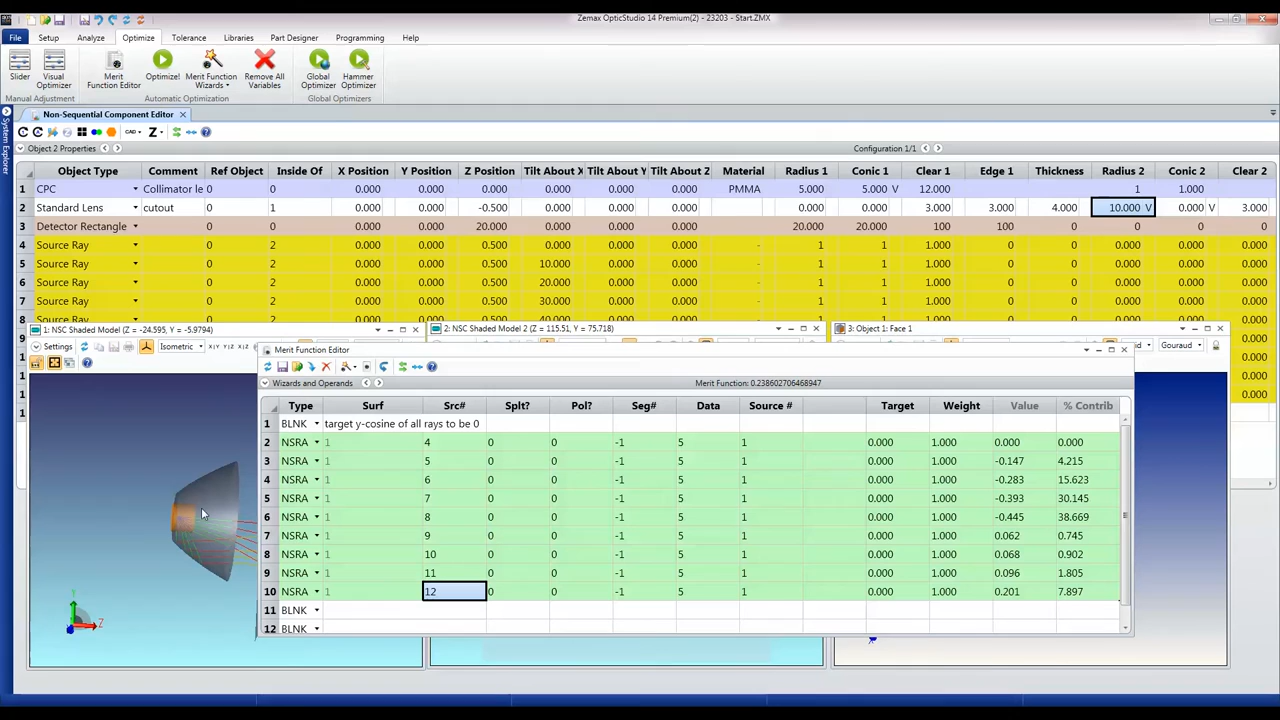 Zemax OpticStudio 14 Premium(2) - 23203 - Start.ZMX
File Setup Analyze Optimize Tolerance Libraries Part Designer Programming Help
Slider Visual Optimizer Merit Function Editor Optimize! Merit Function Wizards Remove All Variables Global Optimizer Hammer Optimizer
Manual Adjustment Automatic Optimization Global Optimizers
System Explorer
Non-Sequential Component Editor
CAD Z
Object 2 Properties Configuration 1/1
Object Type Comment Ref Object Inside Of X Position Y Position Z Position Tilt About X Tilt About Y Tilt About Z Material Radius 1 Conic 1 Clear 1 Edge 1 Thickness Radius 2 Conic 2 Clear 2
1 CPC Collimator le 0 0 0.000 0.000 0.000 0.000 0.000 0.000 PMMA 5.000 5.000 V 12.000 1 1.000
2 Standard Lens cutout 0 1 0.000 0.000 -0.500 0.000 0.000 0.000 0.000 0.000 3.000 3.000 4.000 10.000 V 0.000 V 3.000
3 Detector Rectangle 0 0 0.000 0.000 20.000 0.000 0.000 0.000 20.000 20.000 100 100 0 0 0 0
4 Source Ray 0 2 0.000 0.000 0.500 0.000 0.000 0.000 - 1 1 1.000 0 0 0.000 0.000 0.000
5 Source Ray 0 2 0.000 0.000 0.500 10.000 0.000 0.000 - 1 1 1.000 0 0 0.000 0.000 0.000
6 Source Ray 0 2 0.000 0.000 0.500 20.000 0.000 0.000 - 1 1 1.000 0 0 0.000 0.000 0.000
7 Source Ray 0 2 0.000 0.000 0.500 30.000 0.000 0.000 - 1 1 1.000 0 0 0.000 0.000 0.000
1: NSC Shaded Model (Z = -24.595, Y = -5.9794)
Settings Isometric
2: NSC Shaded Model 2 (Z = 115.51, Y = 75.718)
3: Object 1: Face 1
Gouraud
0.000
0.000
0.000
0.000
Merit Function Editor
Wizards and Operands Merit Function: 0.238602706468947
Type Surf Src# Splt? Pol? Seg# Data Source # Target Weight Value % Contrib
1 BLNK target y-cosine of all rays to be 0
2 NSRA 1 4 0 0 -1 5 1 0.000 1.000 0.000 0.000
3 NSRA 1 5 0 0 -1 5 1 0.000 1.000 -0.147 4.215
4 NSRA 1 6 0 0 -1 5 1 0.000 1.000 -0.283 15.623
5 NSRA 1 7 0 0 -1 5 1 0.000 1.000 -0.393 30.145
6 NSRA 1 8 0 0 -1 5 1 0.000 1.000 -0.445 38.669
7 NSRA 1 9 0 0 -1 5 1 0.000 1.000 0.062 0.745
8 NSRA 1 10 0 0 -1 5 1 0.000 1.000 0.068 0.902
9 NSRA 1 11 0 0 -1 5 1 0.000 1.000 0.096 1.805
10 NSRA 1 12 0 0 -1 5 1 0.000 1.000 0.201 7.897
11 BLNK
12 BLNK
Y
Z